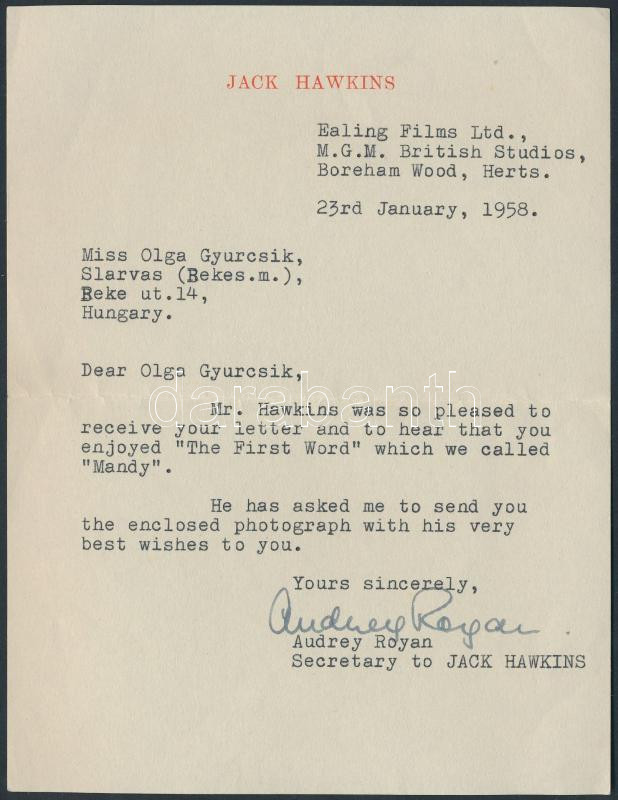 JACK HAWKINS
Ealing Films Ltd.,
M.G.M. British Studios,
Boreham Wood, Herts.
23rd January, 1958.
Miss Olga Gyurcsik,
Slarvas (Bekes.m.),
Beke ut.14,
Hungary.
Dear Olga Gyurcsik,
darabanth
Mr. Hawkins was so pleased to
receive your letter and to hear that you
enjoyed "The First Word" which we called
"Mandy".
He has asked me to send you
the enclosed photograph with his very
best wishes to you.
Yours sincerely,
Audrey Royan
Audrey Royan
Secretary to JACK HAWKINS